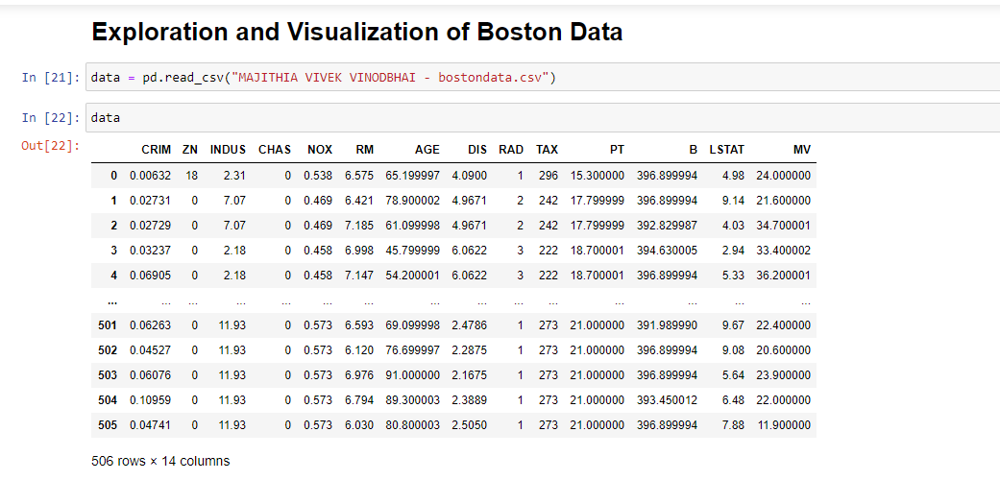 Exploration and Visualization of Boston Data
In [21]: data = pd.read_csv("MAJITHIA VIVEK VINODBHAI - bostondata.csv")
In [22]: data
Out[22]:
CRIM ZN INDUS CHAS NOX RM AGE DIS RAD TAX PT B LSTAT MV
0 0.00632 18 2.31 0 0.538 6.575 65.199997 4.0900 1 296 15.300000 396.899994 4.98 24.000000
1 0.02731 0 7.07 0 0.469 6.421 78.900002 4.9671 2 242 17.799999 396.899994 9.14 21.600000
2 0.02729 0 7.07 0 0.469 7.185 61.099998 4.9671 2 242 17.799999 392.829987 4.03 34.700001
3 0.03237 0 2.18 0 0.458 6.998 45.799999 6.0622 3 222 18.700001 394.630005 2.94 33.400002
4 0.06905 0 2.18 0 0.458 7.147 54.200001 6.0622 3 222 18.700001 396.899994 5.33 36.200001
... ... ... ... ... ... ... ... ... ... ... ... ... ... ...
501 0.06263 0 11.93 0 0.573 6.593 69.099998 2.4786 1 273 21.000000 391.989990 9.67 22.400000
502 0.04527 0 11.93 0 0.573 6.120 76.699997 2.2875 1 273 21.000000 396.899994 9.08 20.600000
503 0.06076 0 11.93 0 0.573 6.976 91.000000 2.1675 1 273 21.000000 396.899994 5.64 23.900000
504 0.10959 0 11.93 0 0.573 6.794 89.300003 2.3889 1 273 21.000000 393.450012 6.48 22.000000
505 0.04741 0 11.93 0 0.573 6.030 80.800003 2.5050 1 273 21.000000 396.899994 7.88 11.900000
506 rows × 14 columns